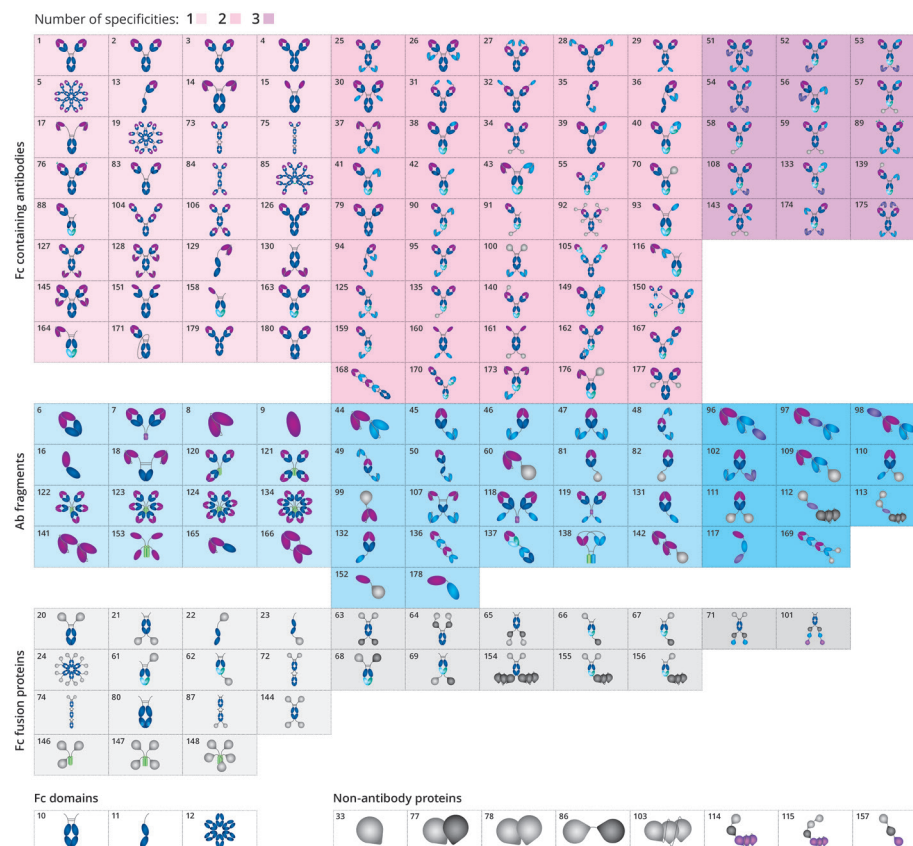 Number of specificities: 1 2 3
Fc containing antibodies
1 2 3 4 25 26 27 28 29 51 52 53
5 13 14 15 30 31 32 35 36 54 56 57
17 19 73 75 37 38 34 39 40 58 59 89
76 83 84 85 41 42 43 55 70 108 133 139
88 104 106 126 79 90 91 92 93 143 174 175
127 128 129 130 94 95 100 105 116
145 151 158 163 125 135 140 149 150
164 171 179 180 159 160 161 162 167
168 170 173 176 177
Ab fragments
6 7 8 9 44 45 46 47 48 96 97 98
16 18 120 121 49 50 60 81 82 102 109 110
122 123 124 134 99 107 118 119 131 111 112 113
141 153 165 166 132 136 137 138 142 117 169
152 178
Fc fusion proteins
20 21 22 23 63 64 65 66 67 71 101
24 61 62 72 68 69 154 155 156
74 80 87 144
146 147 148
Fc domains
10 11 12
Non-antibody proteins
33 77 78 86 103 114 115 157